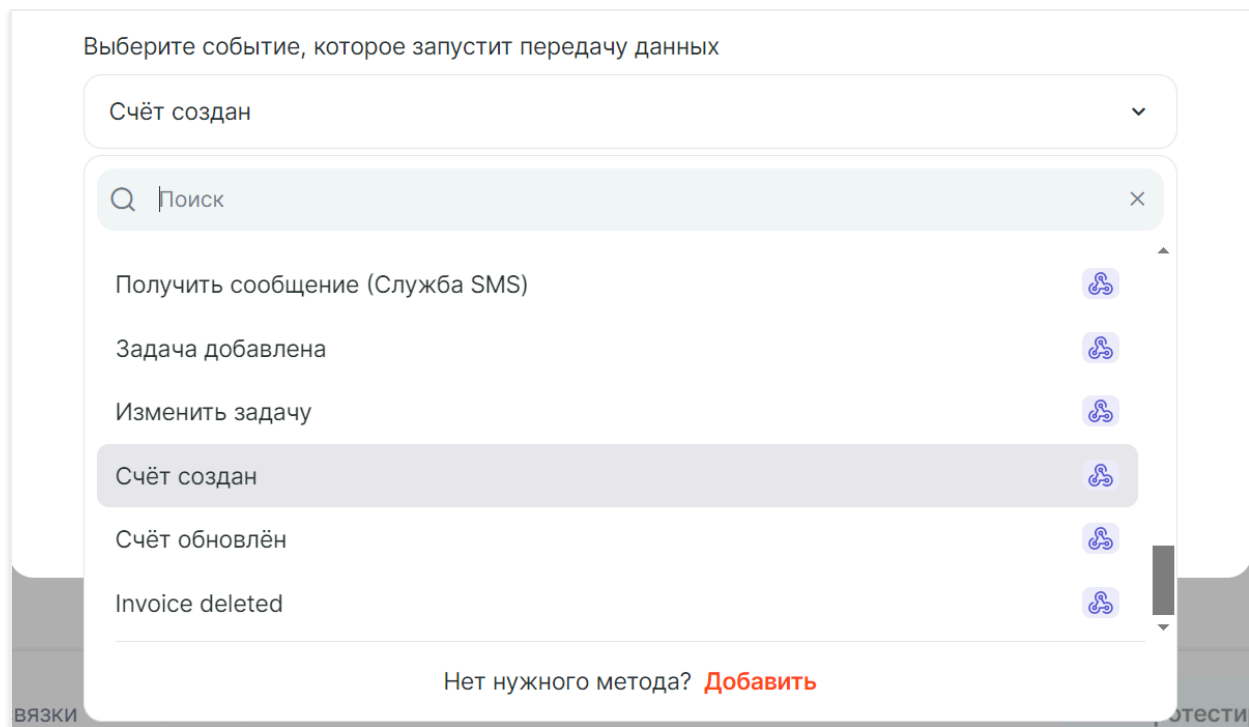 Выберите событие, которое запустит передачу данных
Счёт создан
Поиск
Получить сообщение (Служба SMS)
Задача добавлена
Изменить задачу
Счёт создан
Счёт обновлён
Invoice deleted
Нет нужного метода? Добавить
вязки
отести